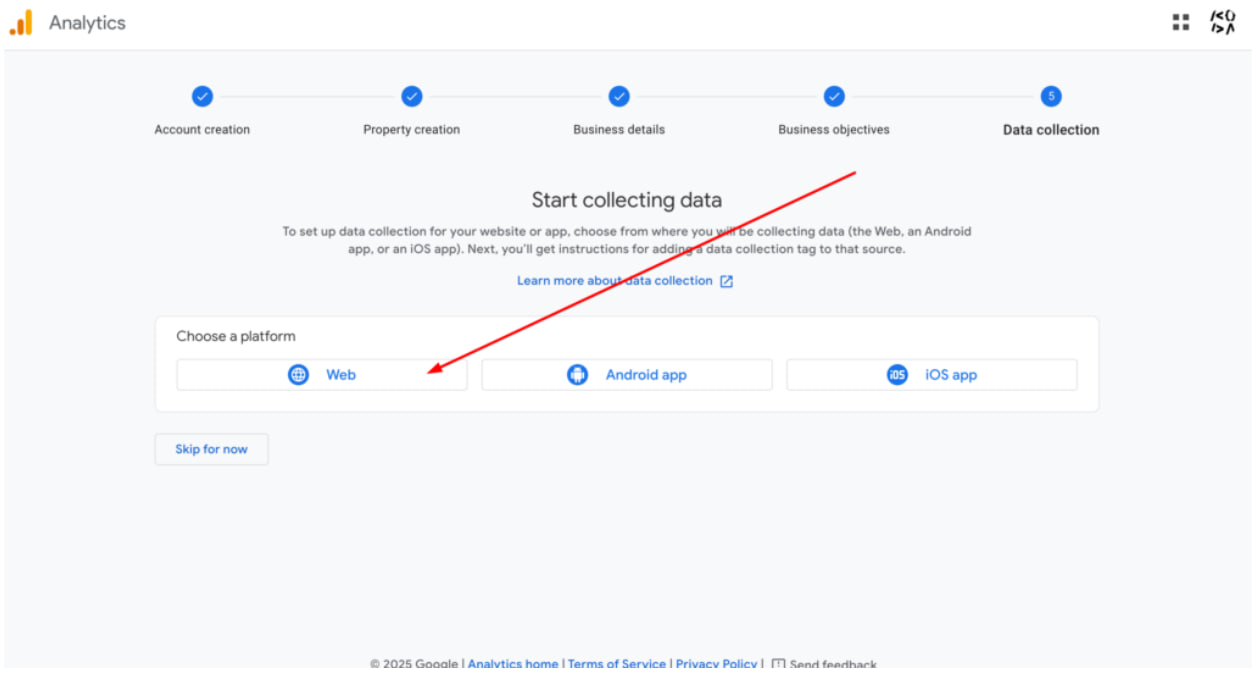 Analytics
5
Account creation
Property creation
Business details
Business objectives
Data collection
Start collecting data
To set up data collection for your website or app, choose from where you will be collecting data (the Web, an Android
app, or an iOS app). Next, you'll get instructions for adding a data collection tag to that source.
Learn more about data collection
Choose a platform
Web
Android app
iOS iOS app
Skip for now
© 2025 Google | Analytics home | Terms of Service | Privacy Policy | Send feedback